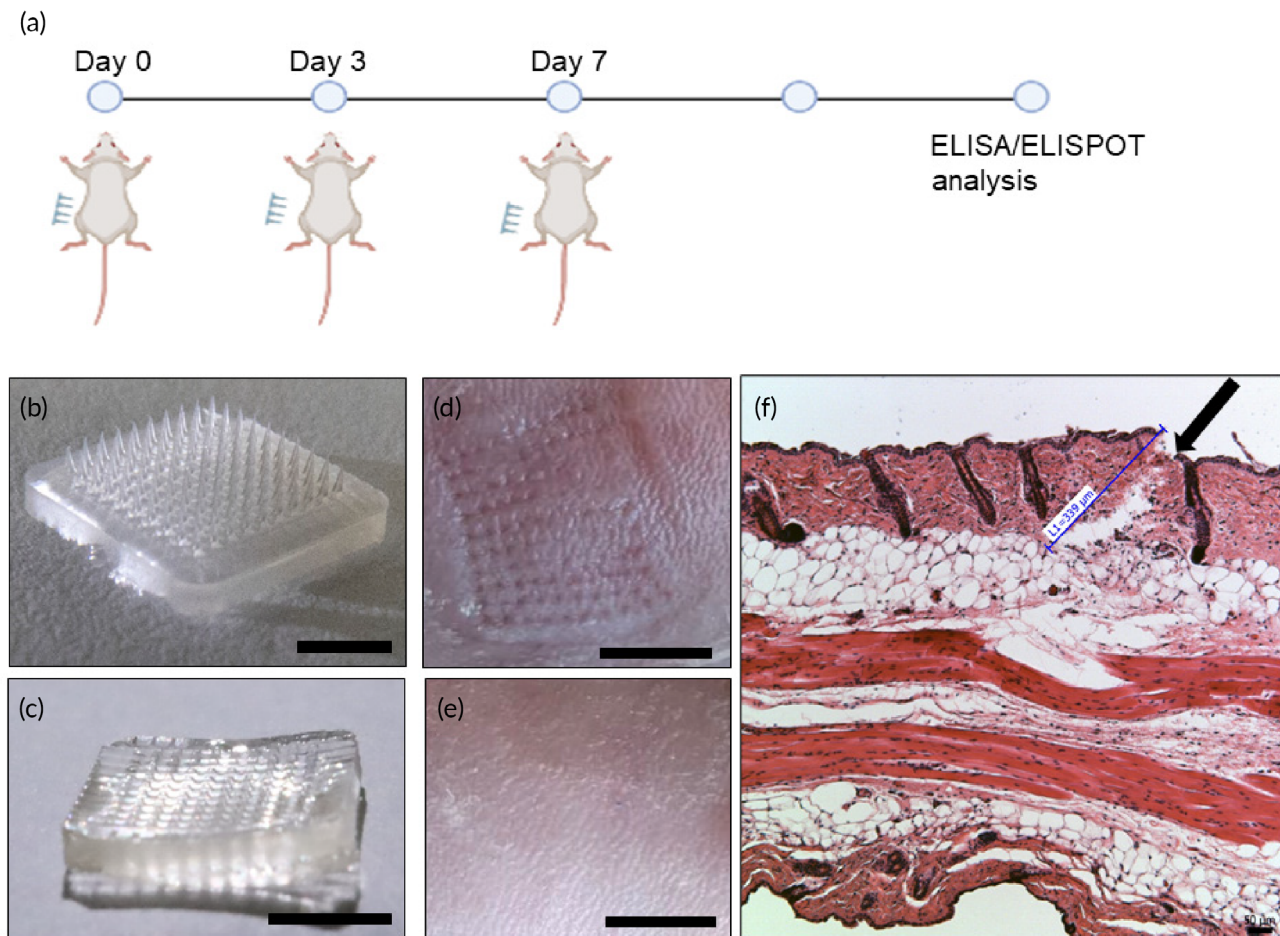 (a)
Day 0
Day 3
Day 7
ELISA/ELISPOT
analysis
(b)
(d)
(f)
L1=339 µm
(c)
(e)
50 µm